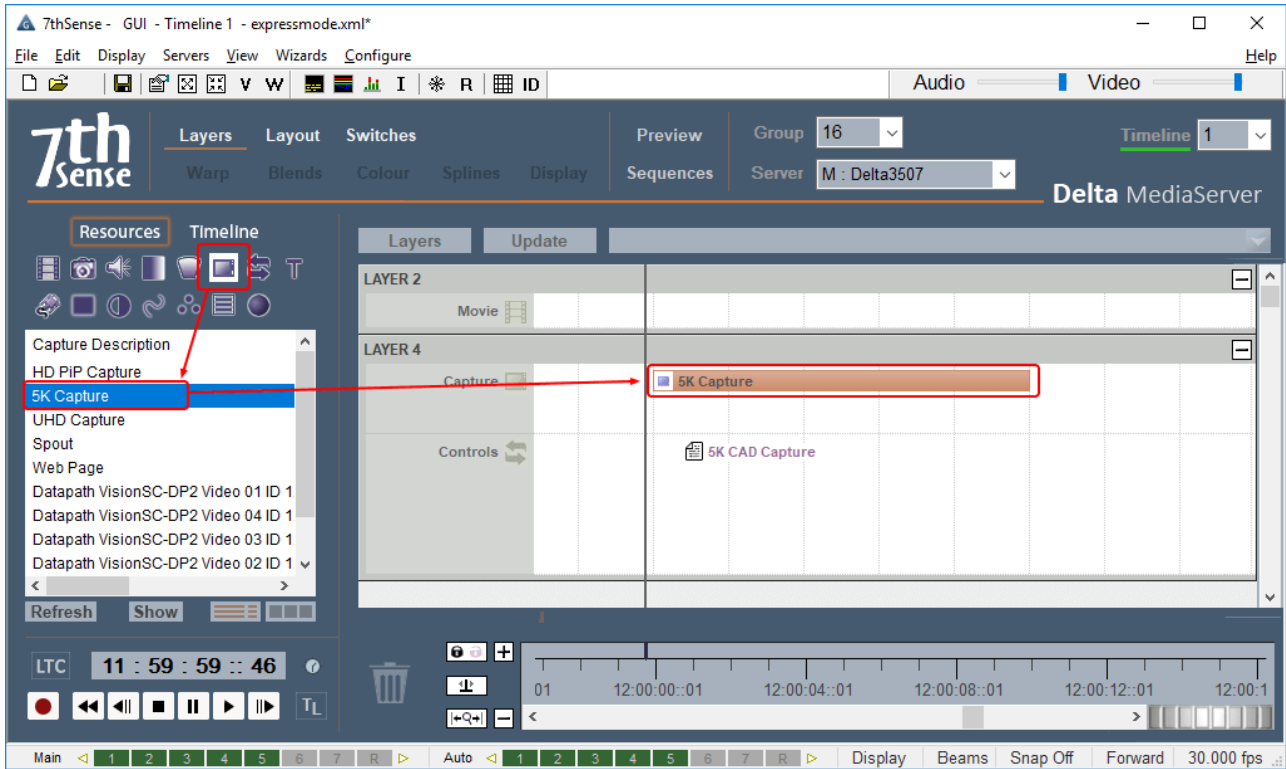 7thSense - GUI - Timeline 1 - expressmode.xml*
File Edit Display Servers View Wizards Configure Help
V W I R ID Audio Video
7th Sense
Layers Layout Switches Preview Group 16 Timeline 1
Warp Blends Colour Splines Display Sequences Server M : Delta3507
Delta MediaServer
Resources Timeline
Layers Update
T
LAYER 2
Movie
LAYER 4
Capture 5K Capture
Controls 5K CAD Capture
Capture Description
HD PiP Capture
5K Capture
UHD Capture
Spout
Web Page
Datapath VisionSC-DP2 Video 01 ID 1
Datapath VisionSC-DP2 Video 04 ID 1
Datapath VisionSC-DP2 Video 03 ID 1
Datapath VisionSC-DP2 Video 02 ID 1
Refresh Show
LTC 11 : 59 : 59 :: 46
TL
01 12:00:00::01 12:00:04::01 12:00:08::01 12:00:12::01 12:00:1
Main 1 2 3 4 5 6 7 R Auto 1 2 3 4 5 6 7 R Display Beams Snap Off Forward 30.000 fps